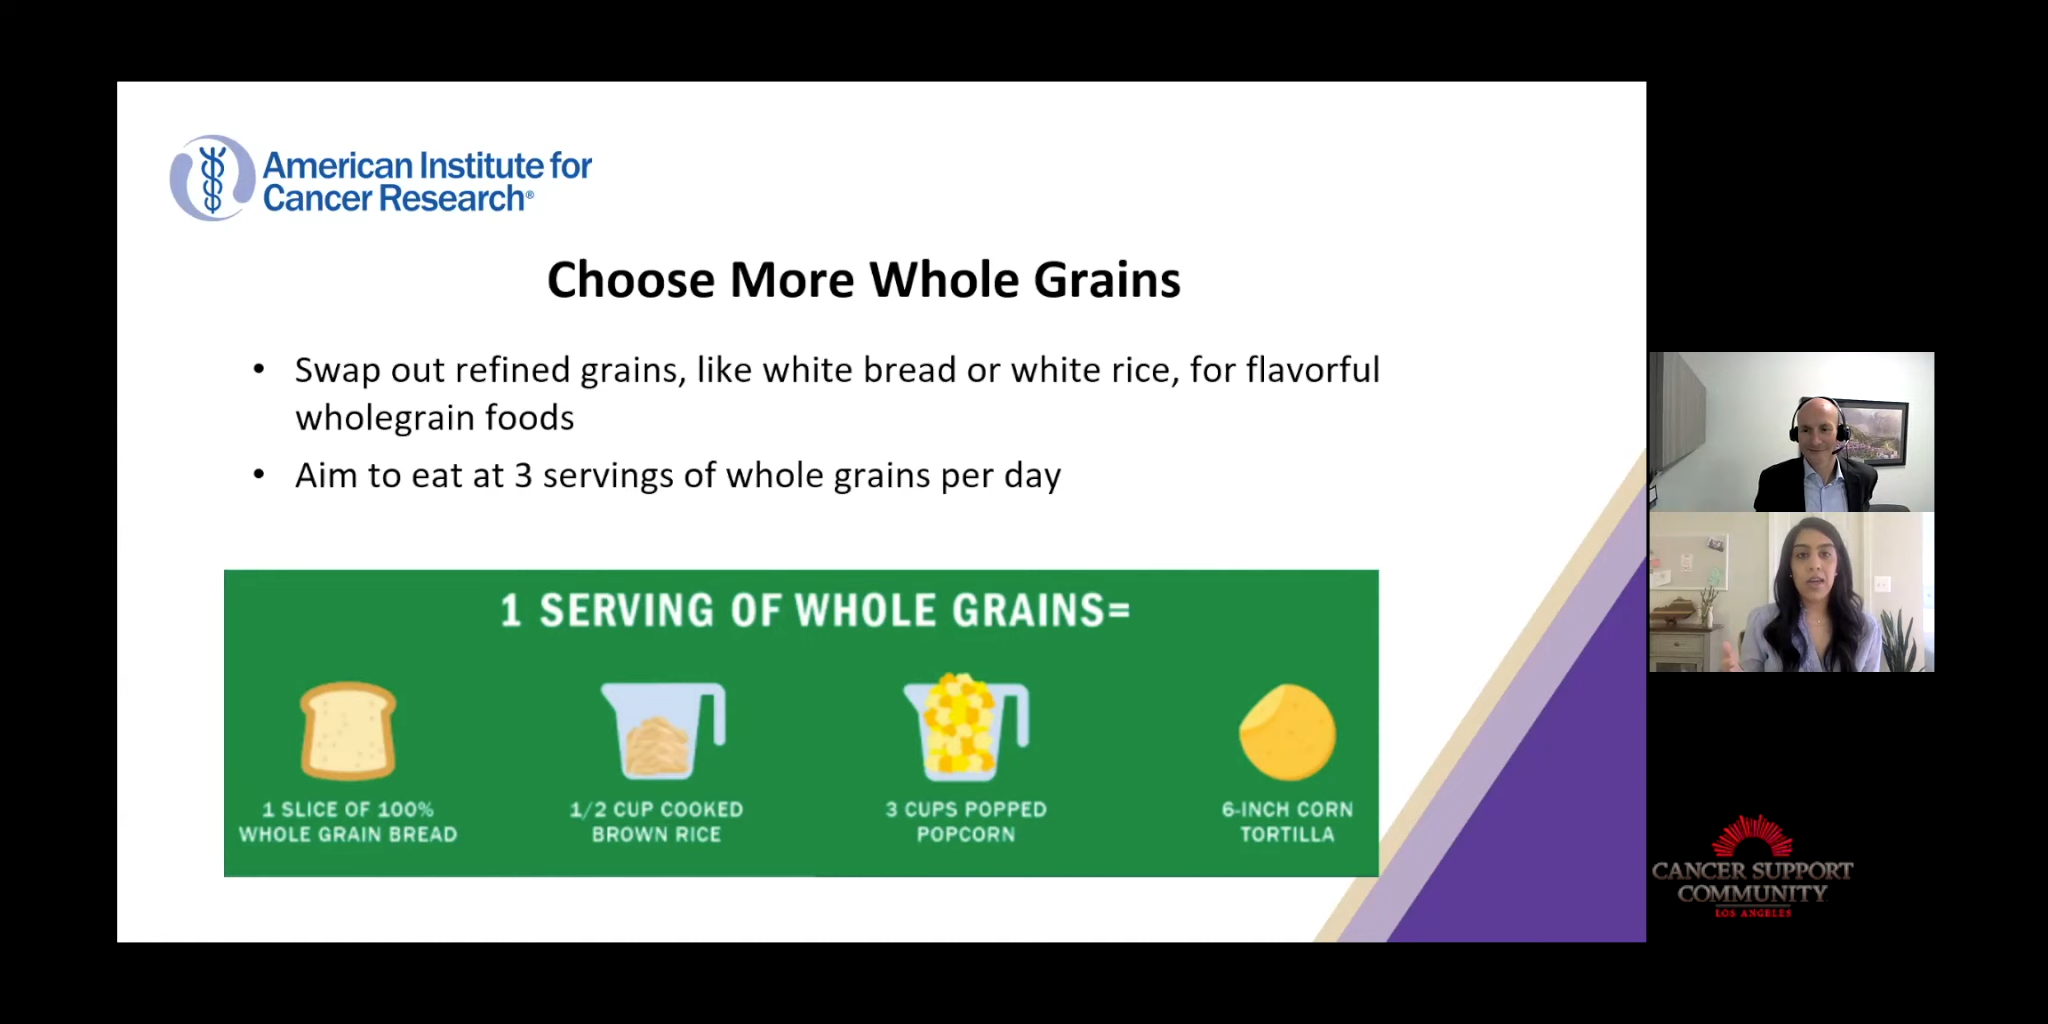 American Institute for
Cancer Research®
Choose More Whole Grains
• Swap out refined grains, like white bread or white rice, for flavorful
wholegrain foods
• Aim to eat at 3 servings of whole grains per day
1 SERVING OF WHOLE GRAINS=
1 SLICE OF 100%
WHOLE GRAIN BREAD
1/2 CUP COOKED
BROWN RICE
3 CUPS POPPED
POPCORN
6-INCH CORN
TORTILLA
CANCER SUPPORT
COMMUNITY
LOS ANGELES